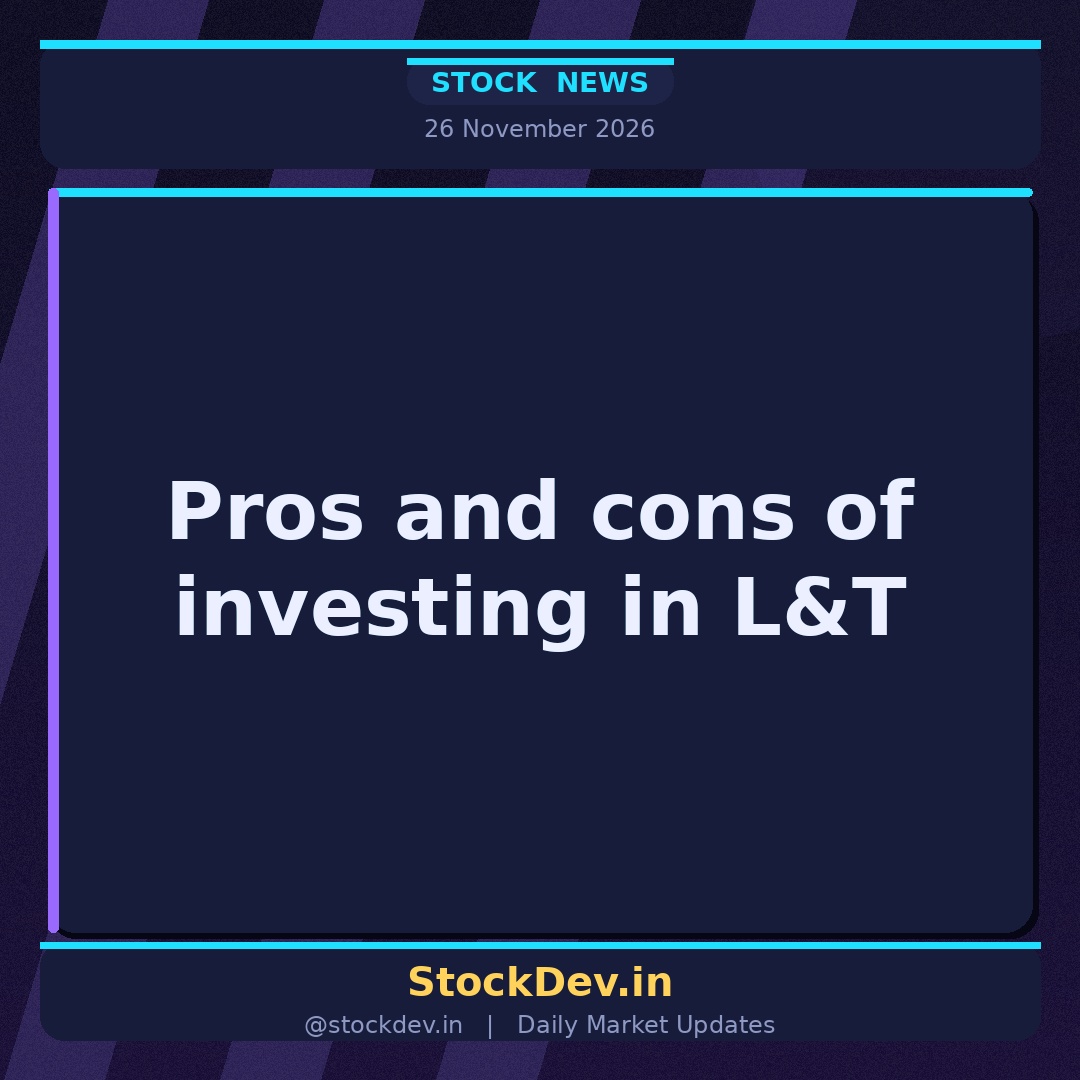 STOCK NEWS
26 November 2026
Pros and cons of
investing in L&T
StockDev.in
@stockdev.in | Daily Market Updates